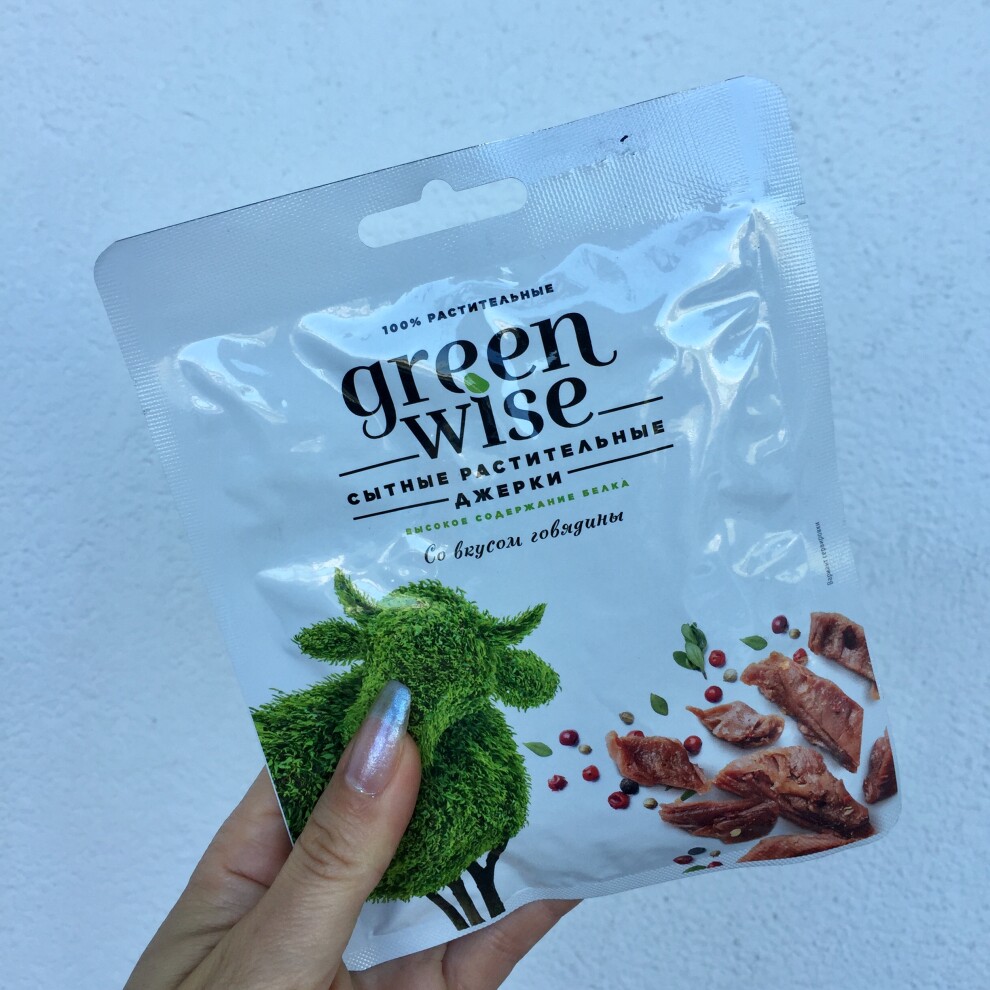 100% РАСТИТЕЛЬНЫЕ
green
wise
СЫТНЫЕ РАСТИТЕЛЬНЫЕ
ДЖЕРКИ
ВЫСОКОЕ СОДЕРЖАНИЕ БЕЛКА
Со вкусом говядины